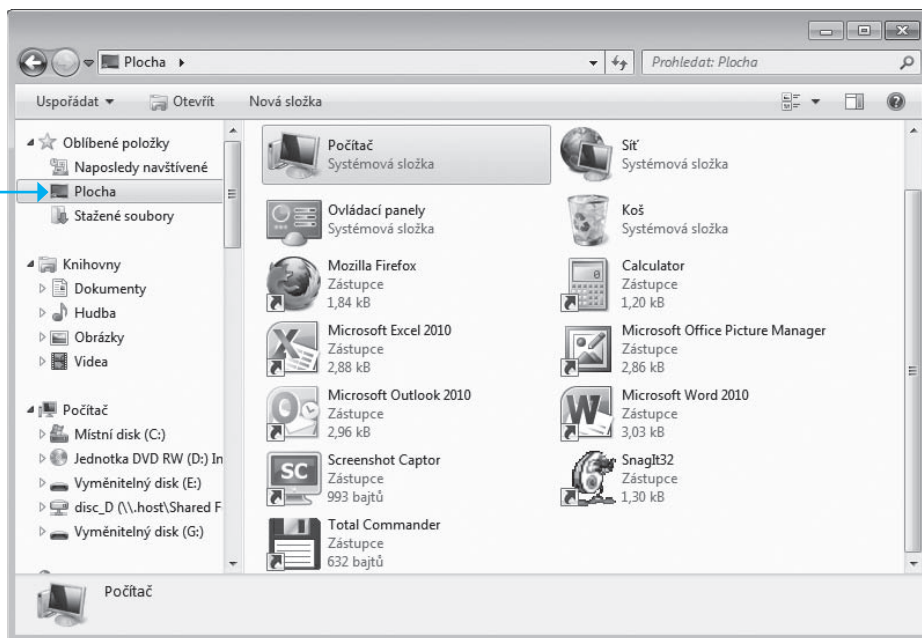 Plocha
Prohledat: Plocha
Uspořádat
Otevřít
Nová složka
Oblíbené položky
Naposledy navštívené
Plocha
Stažené soubory
Knihovny
Dokumenty
Hudba
Obrázky
Videa
Počítač
Místní disk (C:)
Jednotka DVD RW (D:) In
Vyměnitelný disk (E:)
disc_D (\\.host\Shared F
Vyměnitelný disk (G:)
Počítač
Systémová složka
Síť
Systémová složka
Ovládací panely
Systémová složka
Koš
Systémová složka
Mozilla Firefox
Zástupce
1,84 kB
Calculator
Zástupce
1,20 kB
Microsoft Excel 2010
Zástupce
2,88 kB
Microsoft Office Picture Manager
Zástupce
2,86 kB
Microsoft Outlook 2010
Zástupce
2,96 kB
Microsoft Word 2010
Zástupce
3,03 kB
SC
Screenshot Captor
Zástupce
993 bajtů
SnagIt32
Zástupce
1,30 kB
Total Commander
Zástupce
632 bajtů
Počítač